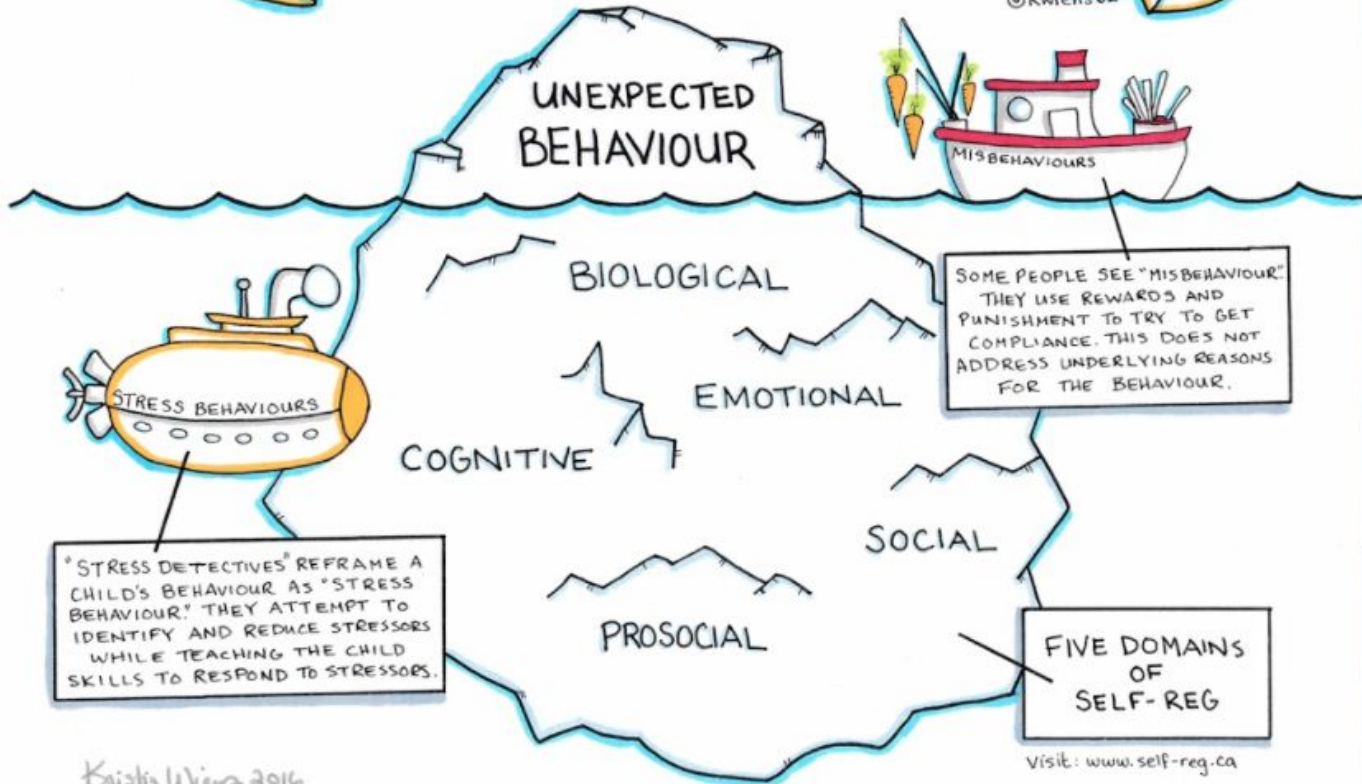 UNEXPECTED
BEHAVIOUR
MISBEHAVIOURS
BIOLOGICAL
EMOTIONAL
COGNITIVE
SOCIAL
PROSOCIAL
SOME PEOPLE SEE "MISBEHAVIOUR".
THEY USE REWARDS AND
PUNISHMENT TO TRY TO GET
COMPLIANCE. THIS DOES NOT
ADDRESS UNDERLYING REASONS
FOR THE BEHAVIOUR.
STRESS BEHAVIOURS
"STRESS DETECTIVES" REFRAME A
CHILD'S BEHAVIOUR AS "STRESS
BEHAVIOUR." THEY ATTEMPT TO
IDENTIFY AND REDUCE STRESSORS
WHILE TEACHING THE CHILD
SKILLS TO RESPOND TO STRESSORS.
FIVE DOMAINS
OF
SELF-REG
visit: www.self-reg.ca